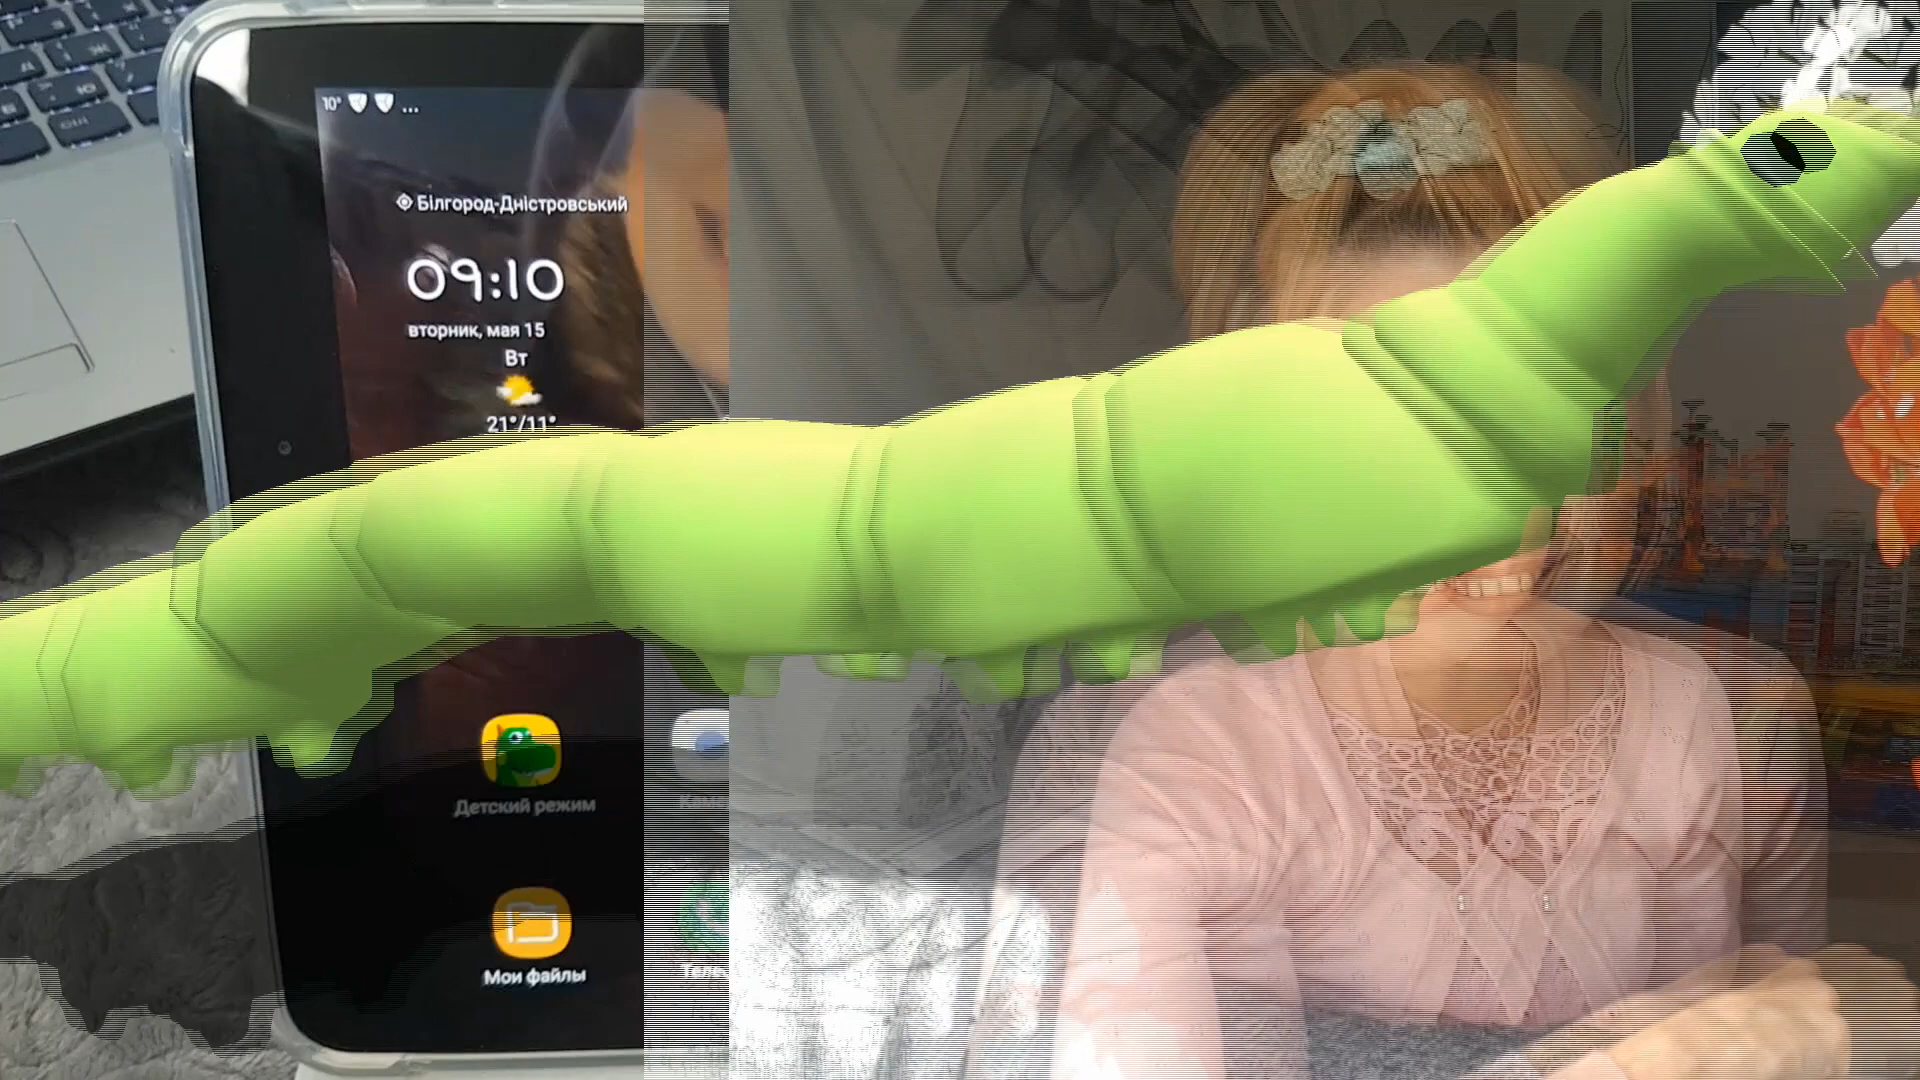 10° ...
Білгород-Дністровський
09:10
вторник, мая 15
Вт
21°/11°
Детский режим
Мои файлы